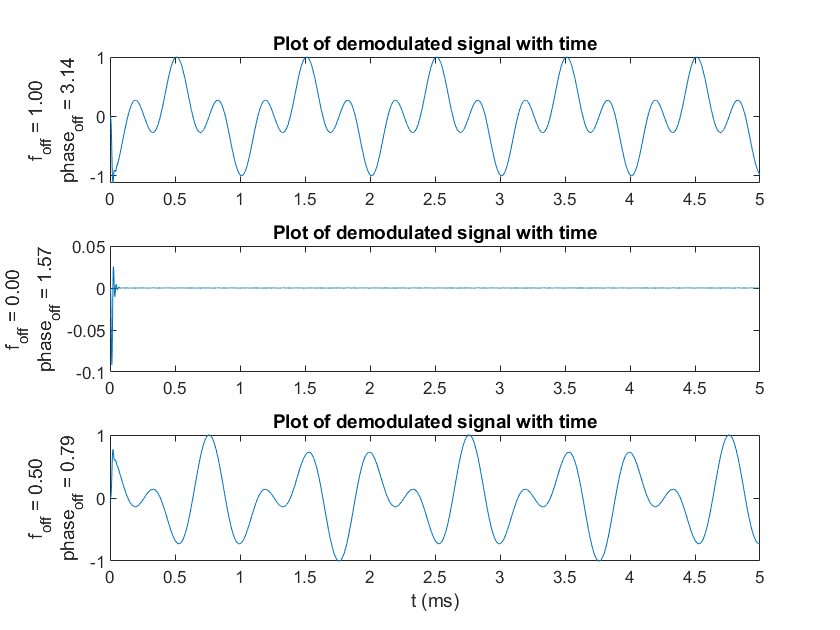 Plot of demodulated signal with time
f_off = 1.00
phase_off = 3.14
1
0
-1
0 0.5 1 1.5 2 2.5 3 3.5 4 4.5 5
Plot of demodulated signal with time
f_off = 0.00
phase_off = 1.57
0.05
0
-0.05
-0.1
0 0.5 1 1.5 2 2.5 3 3.5 4 4.5 5
Plot of demodulated signal with time
f_off = 0.50
phase_off = 0.79
1
0
-1
0 0.5 1 1.5 2 2.5 3 3.5 4 4.5 5
t (ms)